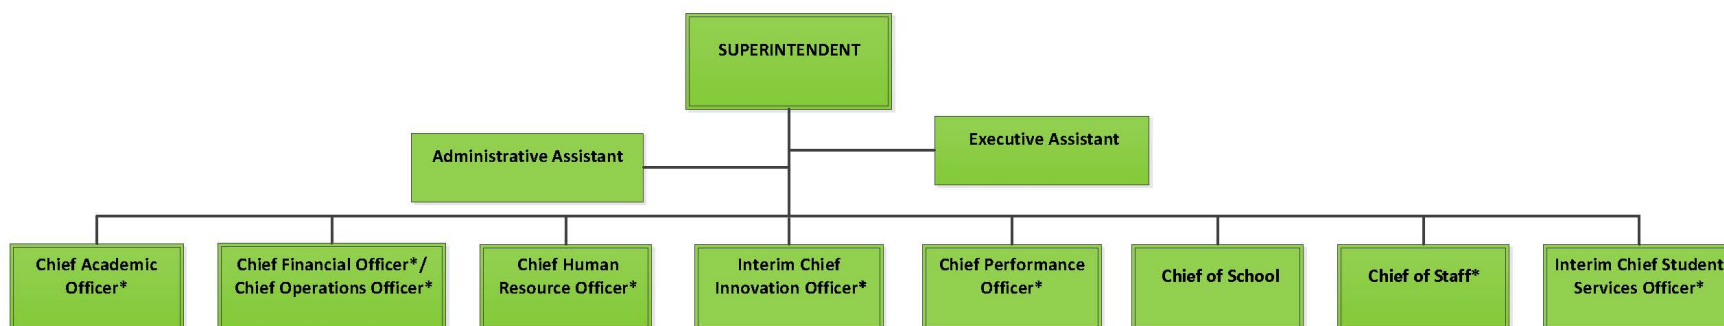 SUPERINTENDENT
Administrative Assistant
Executive Assistant
Chief Academic
Officer*
Chief Financial Officer*/
Chief Operations Officer*
Chief Human
Resource Officer*
Interim Chief
Innovation Officer*
Chief Performance
Officer*
Chief of School
Chief of Staff*
Interim Chief Student
Services Officer*